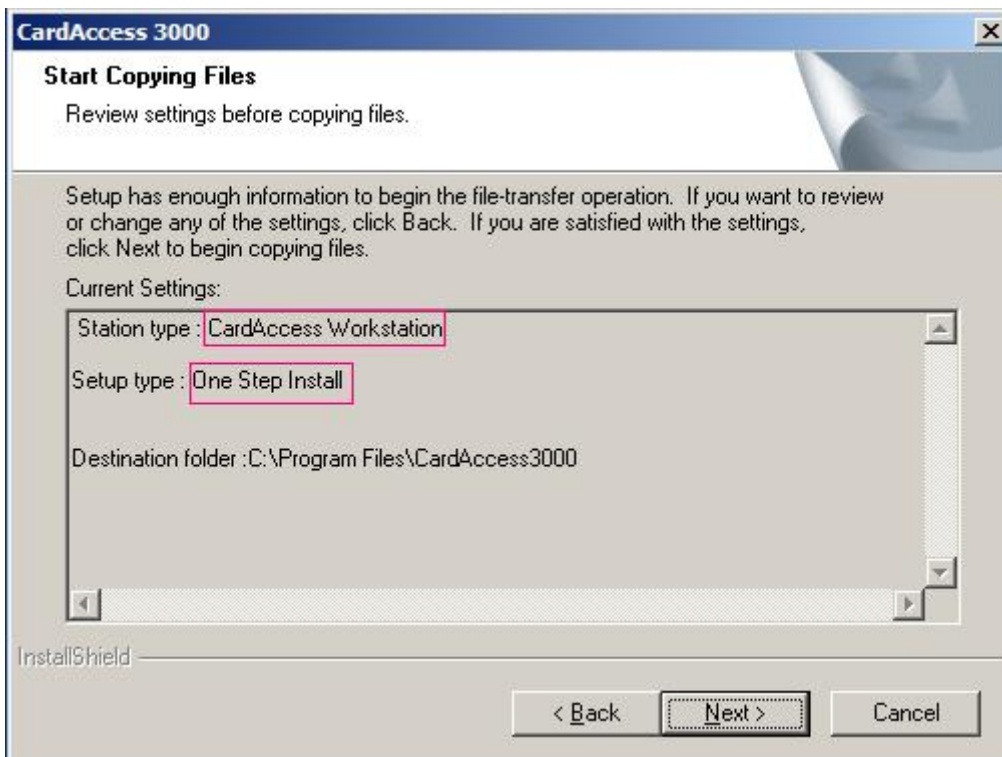 CardAccess 3000
Start Copying Files
Review settings before copying files.
Setup has enough information to begin the file-transfer operation. If you want to review
or change any of the settings, click Back. If you are satisfied with the settings,
click Next to begin copying files.
Current Settings:
Station type : CardAccess Workstation
Setup type : One Step Install
Destination folder :C:\Program Files\CardAccess3000
InstallShield
< Back Next > Cancel